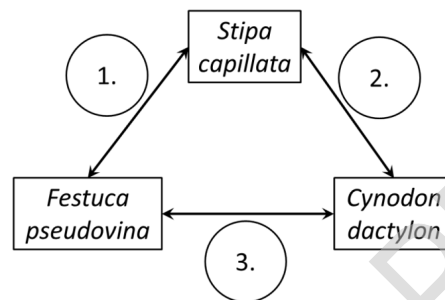 Stipa
capillata
1.
2.
Festuca
pseudovina
Cynodon
dactylon
3.